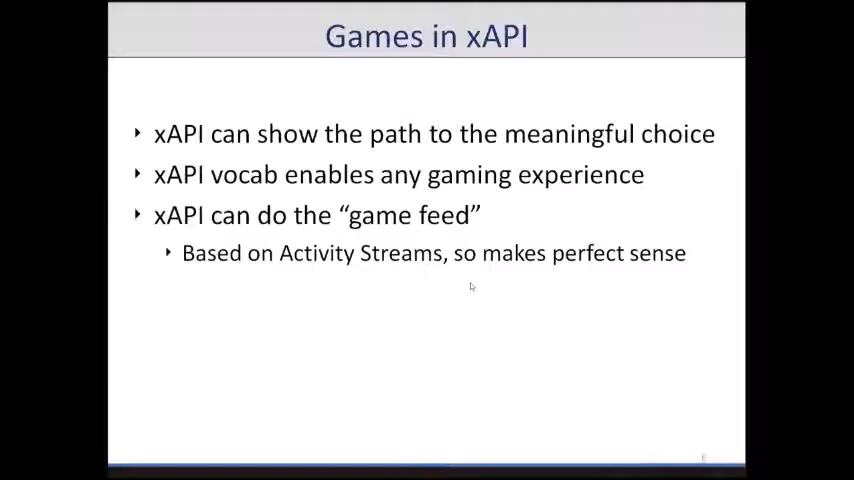 Games in xAPI
xAPI can show the path to the meaningful choice
xAPI vocab enables any gaming experience
xAPI can do the “game feed”
Based on Activity Streams, so makes perfect sense